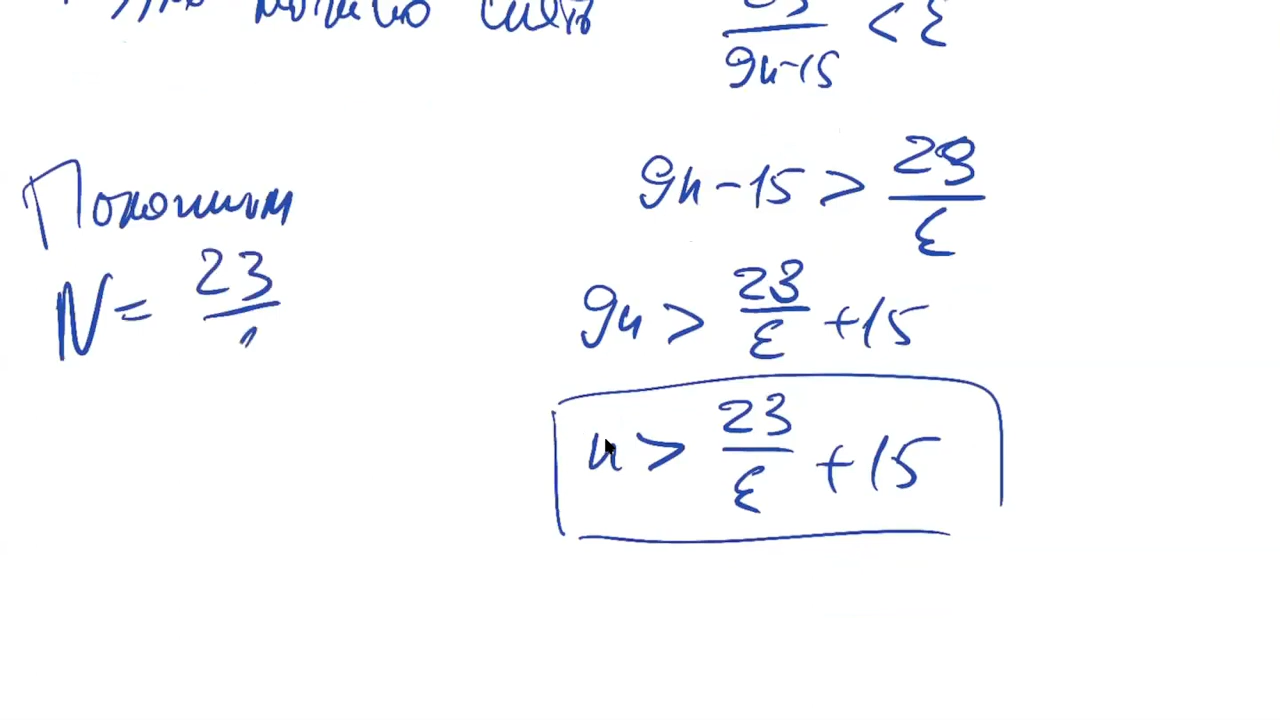 23/(9n-15) < ε
9n - 15 > 23/ε
Положим
9n > 23/ε + 15
N = 23/
n > 23/ε + 15